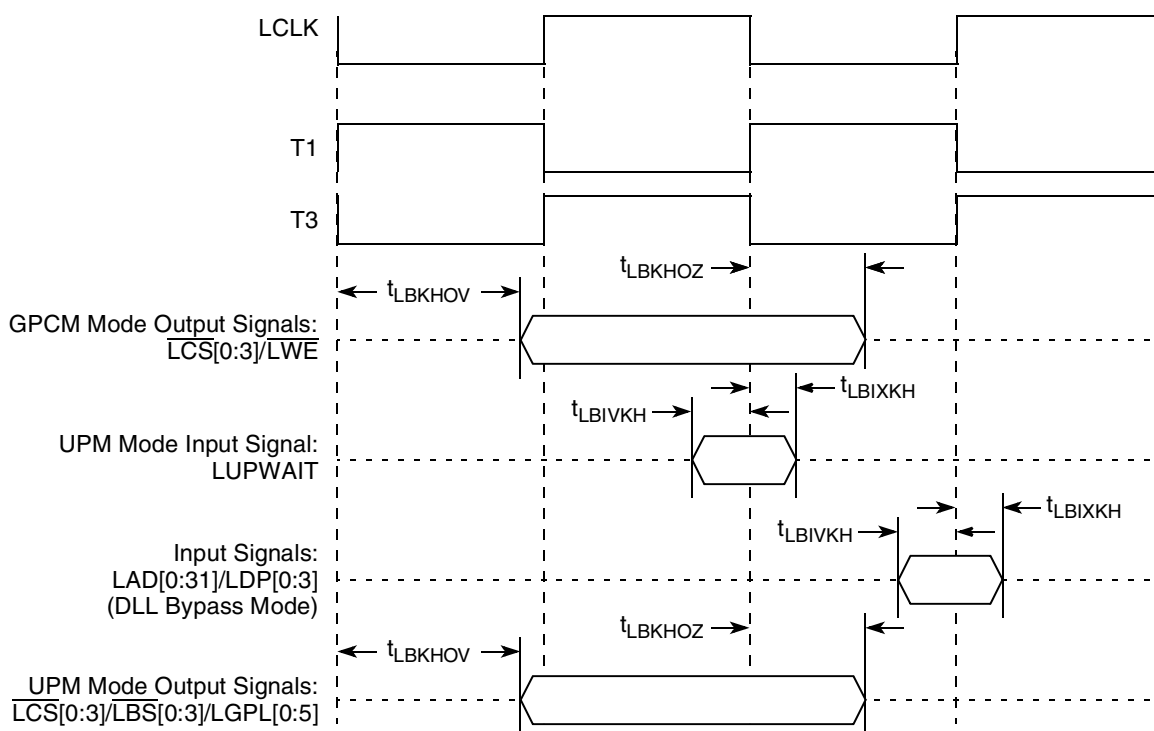 LCLK
T1
T3
tLBKHOZ
tLBKHOV
GPCM Mode Output Signals:
LCS[0:3]/LWE
tLBIXKH
tLBIVKH
UPM Mode Input Signal:
LUPWAIT
tLBIXKH
tLBIVKH
Input Signals:
LAD[0:31]/LDP[0:3]
(DLL Bypass Mode)
tLBKHOZ
tLBKHOV
UPM Mode Output Signals:
LCS[0:3]/LBS[0:3]/LGPL[0:5]